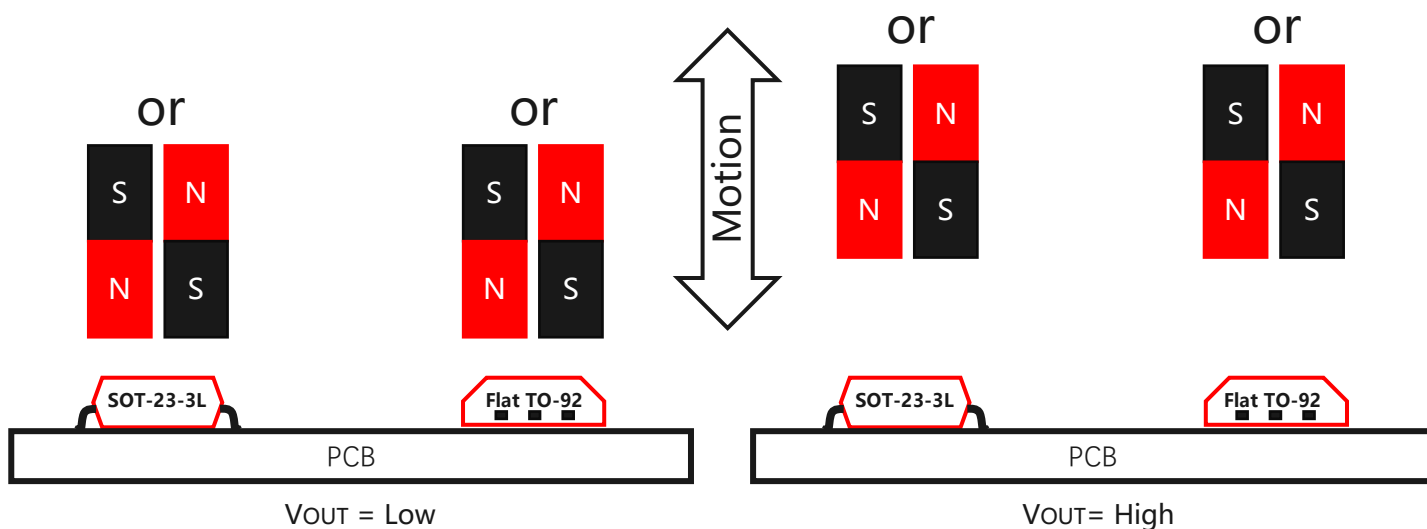 or
or
S N
N S
S N
N S
SOT-23-3L
Flat TO-92
PCB
VOUT = Low
Motion
or
or
S N
N S
S N
N S
SOT-23-3L
Flat TO-92
PCB
VOUT= High